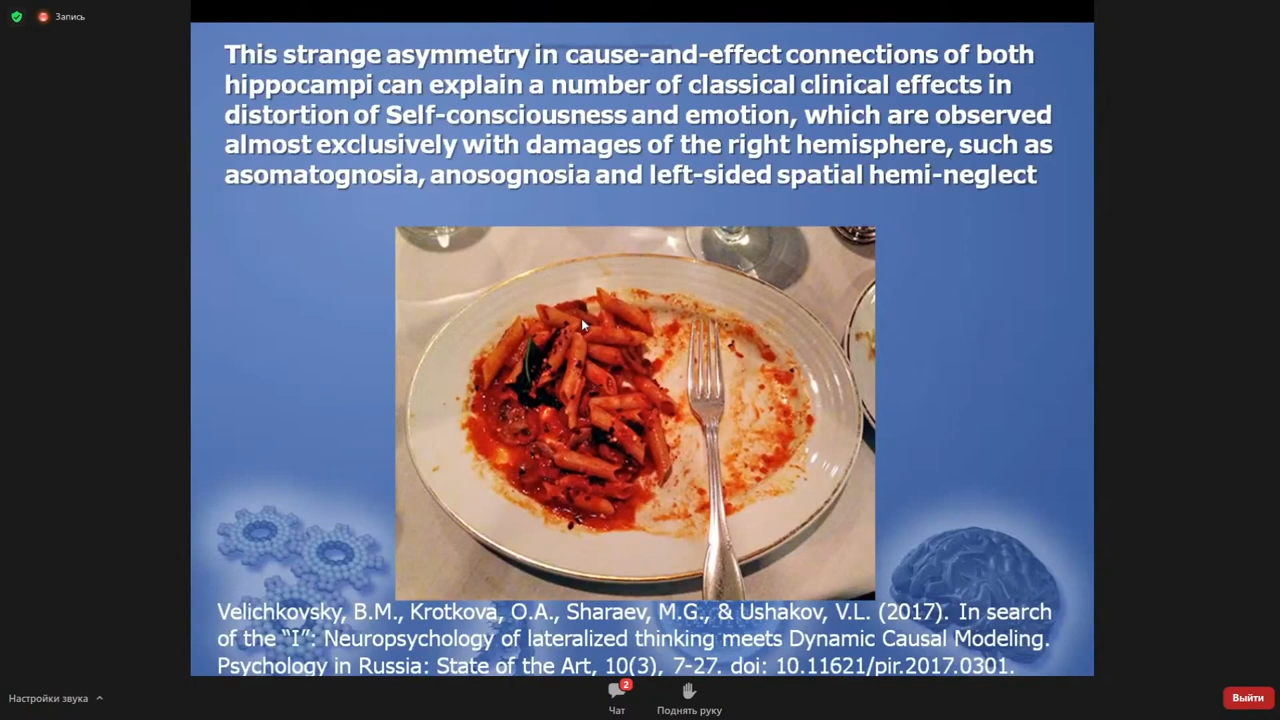 Запись
This strange asymmetry in cause-and-effect connections of both
hippocampi can explain a number of classical clinical effects in
distortion of Self-consciousness and emotion, which are observed
almost exclusively with damages of the right hemisphere, such as
asomatognosia, anosognosia and left-sided spatial hemi-neglect
Velichkovsky, B.M., Krotkova, O.A., Sharaev, M.G., & Ushakov, V.L. (2017). In search
of the “I”: Neuropsychology of lateralized thinking meets Dynamic Causal Modeling.
Psychology in Russia: State of the Art, 10(3), 7-27. doi: 10.11621/pir.2017.0301.
Настройки звука
2
Чат
Поднять руку
Выйти